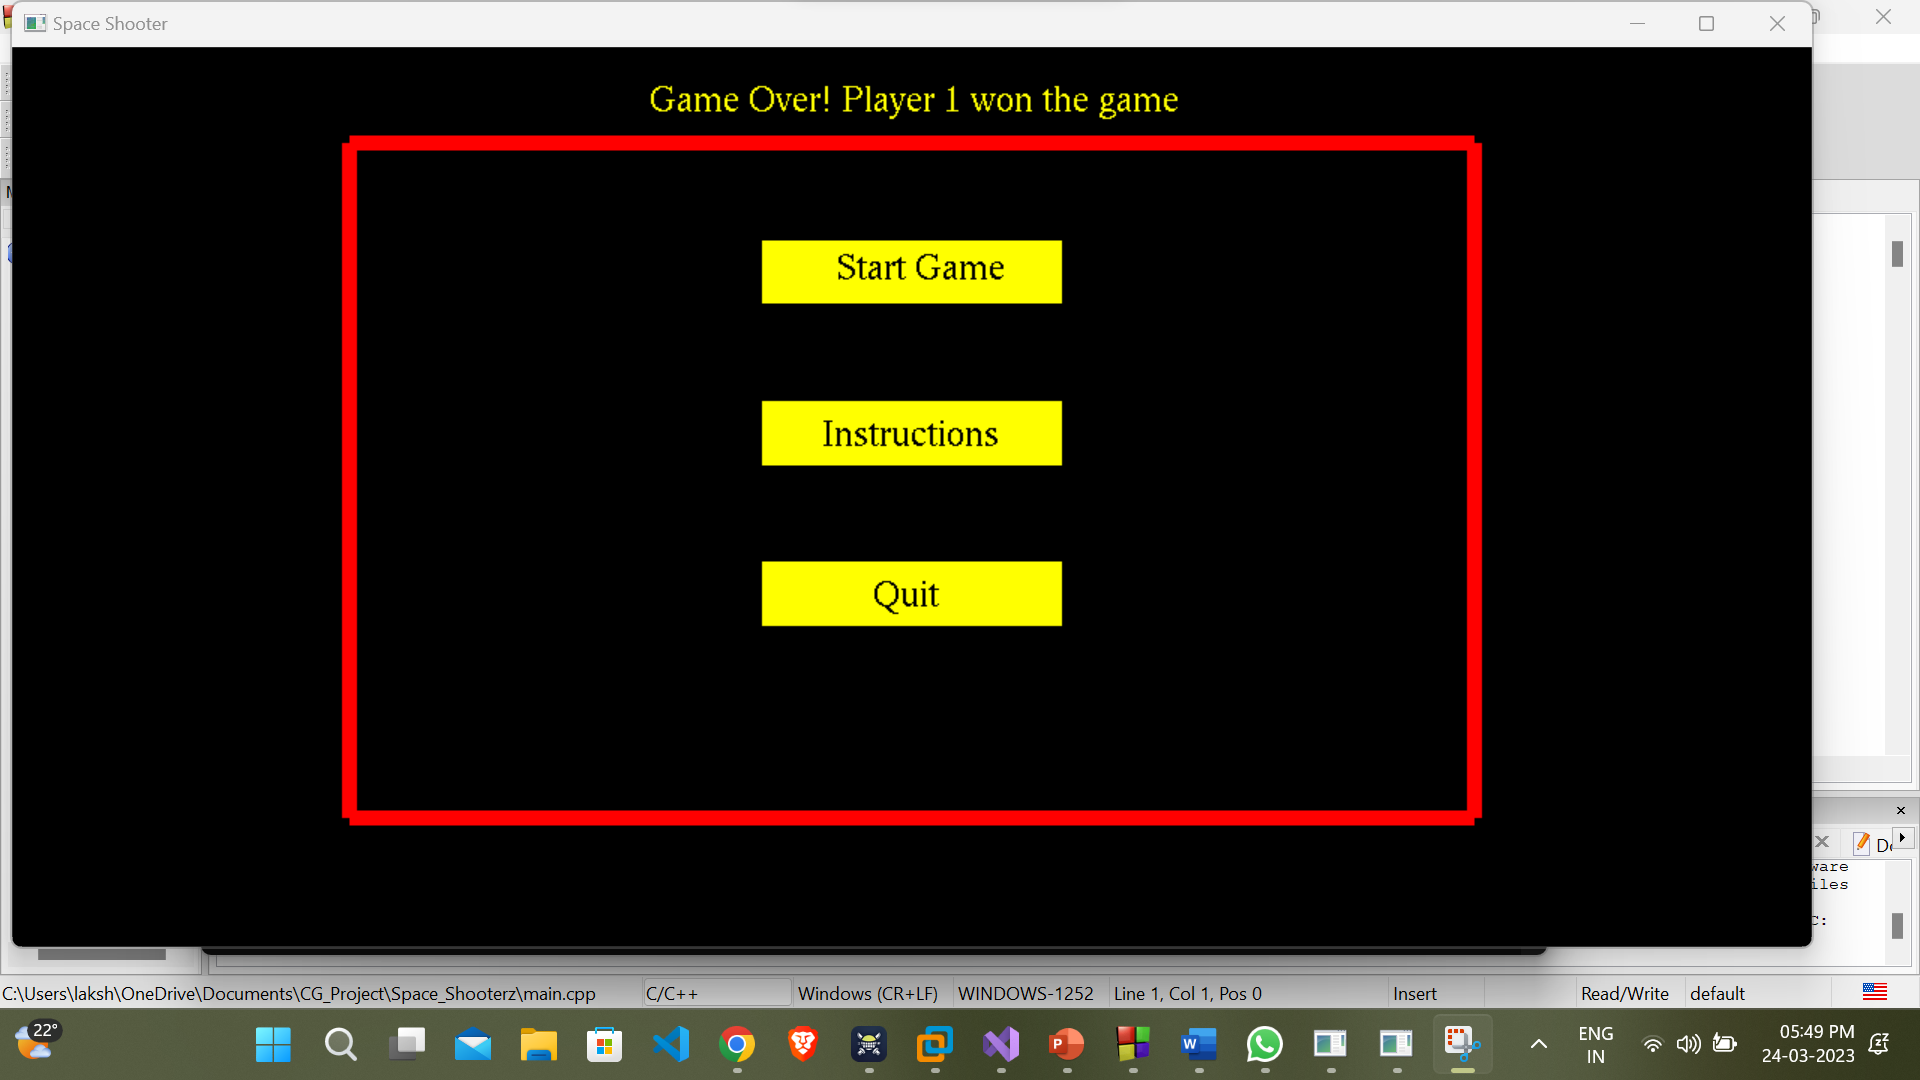 Space Shooter
Game Over! Player 1 won the game
Start Game
Instructions
Quit
ware
iles
C:
C:\Users\laksh\OneDrive\Documents\CG_Project\Space_Shooterz\main.cpp C/C++ Windows (CR+LF) WINDOWS-1252 Line 1, Col 1, Pos 0 Insert Read/Write default
22°
ENG
IN
05:49 PM
24-03-2023